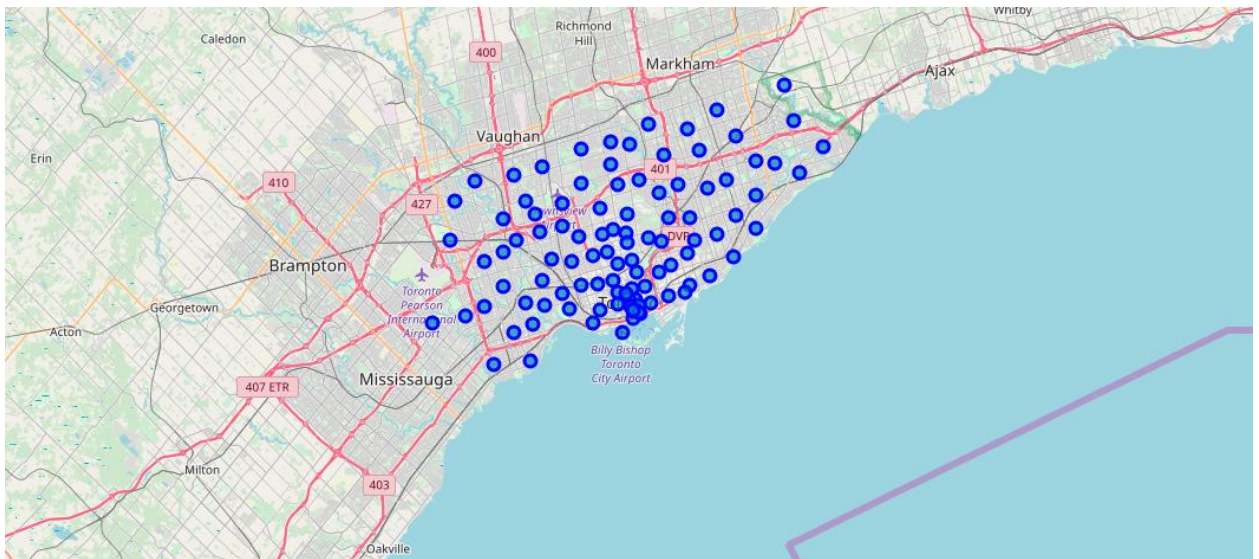 Whitby
Richmond
Hill
Caledon
400
Markham
Ajax
Vaughan
Erin
401
410
427
DVP
Brampton
Toronto
Pearson
International
Airport
Georgetown
Acton
Billy Bishop
Toronto
City Airport
Mississauga
407 ETR
Milton
403
Oakville